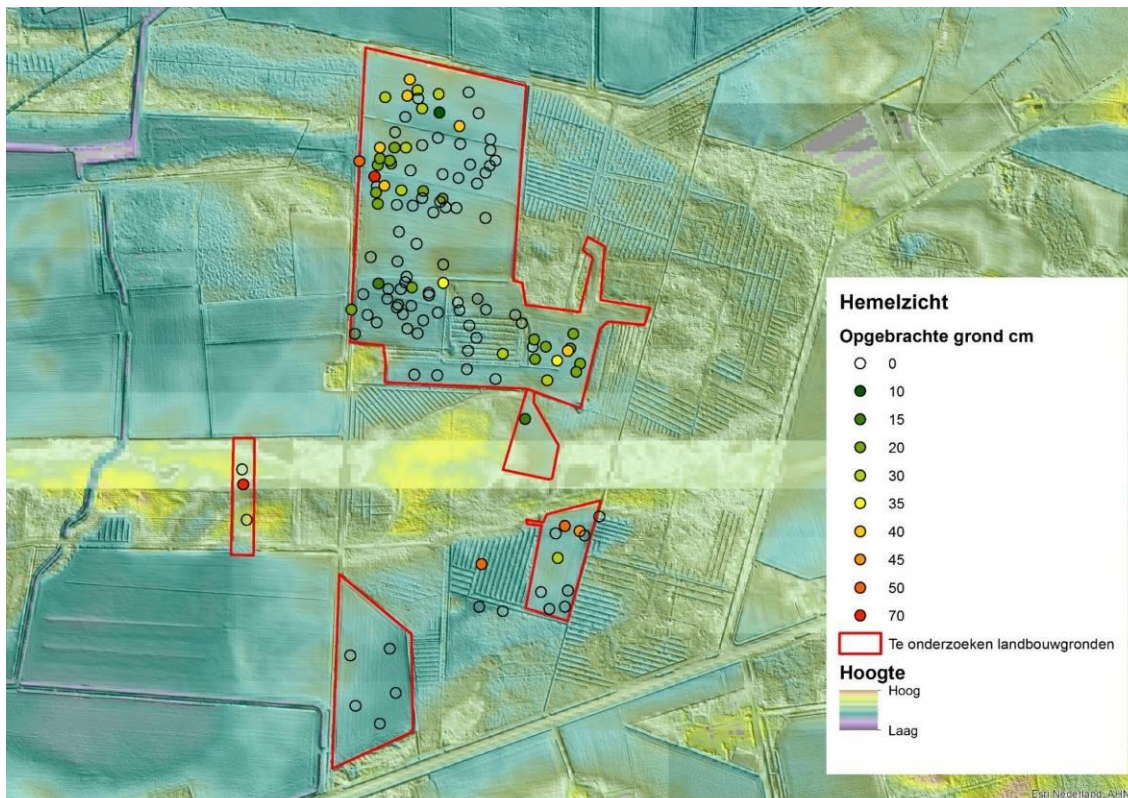 Hemelzicht
Opgebrachte grond cm
0
10
15
20
30
35
40
45
50
70
Te onderzoeken landbouwgronden
Hoogte
Hoog
Laag
Esri Nederland, AHN